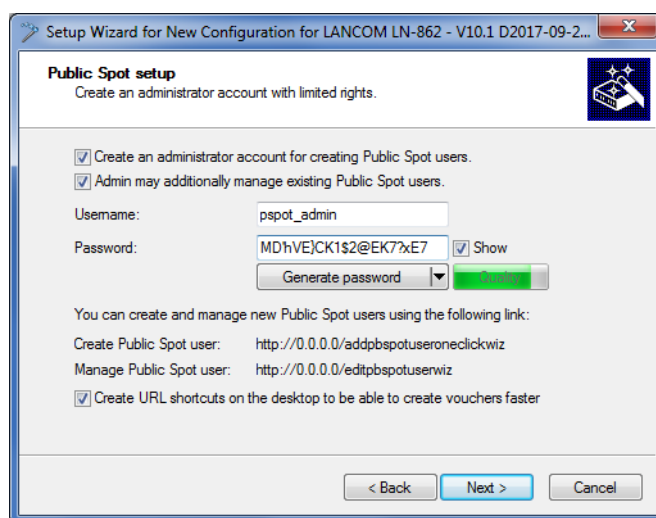 Setup Wizard for New Configuration for LANCOM LN-862 - V10.1 D2017-09-2...
Public Spot setup
Create an administrator account with limited rights.
Create an administrator account for creating Public Spot users.
Admin may additionally manage existing Public Spot users.
Username: pspot_admin
Password: MD'hVE}CK1$2@EK7?xE7 Show
Generate password Quality
You can create and manage new Public Spot users using the following link:
Create Public Spot user: http://0.0.0.0/addpbspotuseroneclickwiz
Manage Public Spot user: http://0.0.0.0/editpbspotuserwiz
Create URL shortcuts on the desktop to be able to create vouchers faster
< Back Next > Cancel